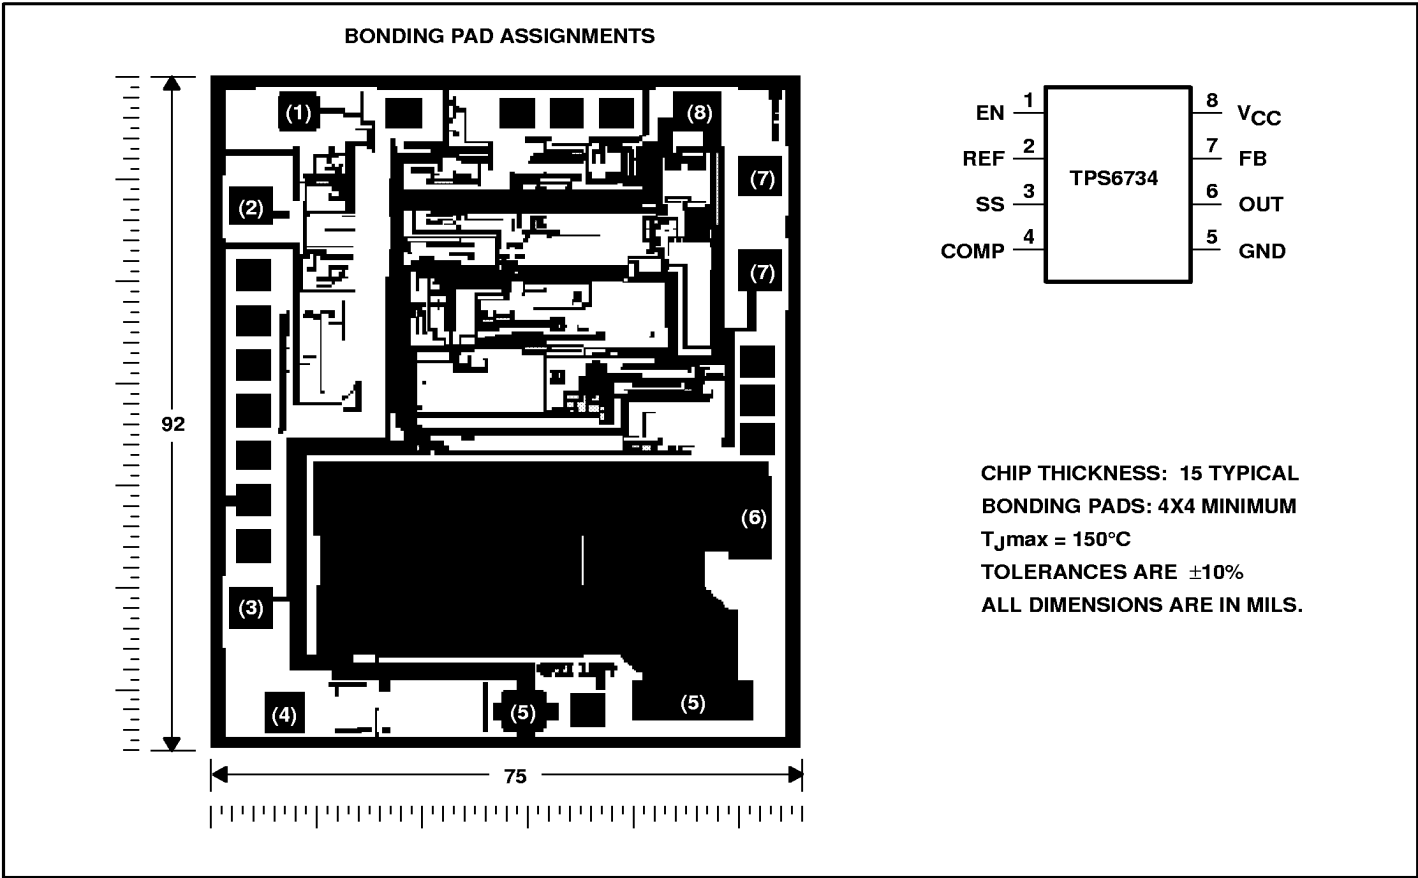 BONDING PAD ASSIGNMENTS
(1)
(8)
(7)
(2)
(7)
92
(6)
(3)
(4)
(5)
(5)
75
EN 1
REF 2
SS 3
COMP 4
TPS6734
8 VCC
7 FB
6 OUT
5 GND
CHIP THICKNESS: 15 TYPICAL
BONDING PADS: 4X4 MINIMUM
TJmax = 150°C
TOLERANCES ARE ±10%
ALL DIMENSIONS ARE IN MILS.